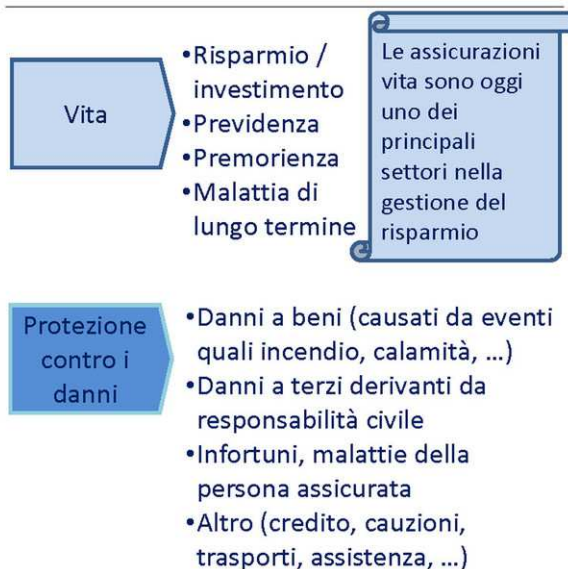 Vita
•Risparmio /
investimento
•Previdenza
•Premorienza
•Malattia di
lungo termine
Le assicurazioni
vita sono oggi
uno dei
principali
settori nella
gestione del
risparmio
Protezione
contro i
danni
•Danni a beni (causati da eventi
quali incendio, calamità, ...)
•Danni a terzi derivanti da
responsabilità civile
•Infortuni, malattie della
persona assicurata
•Altro (credito, cauzioni,
trasporti, assistenza, ...)